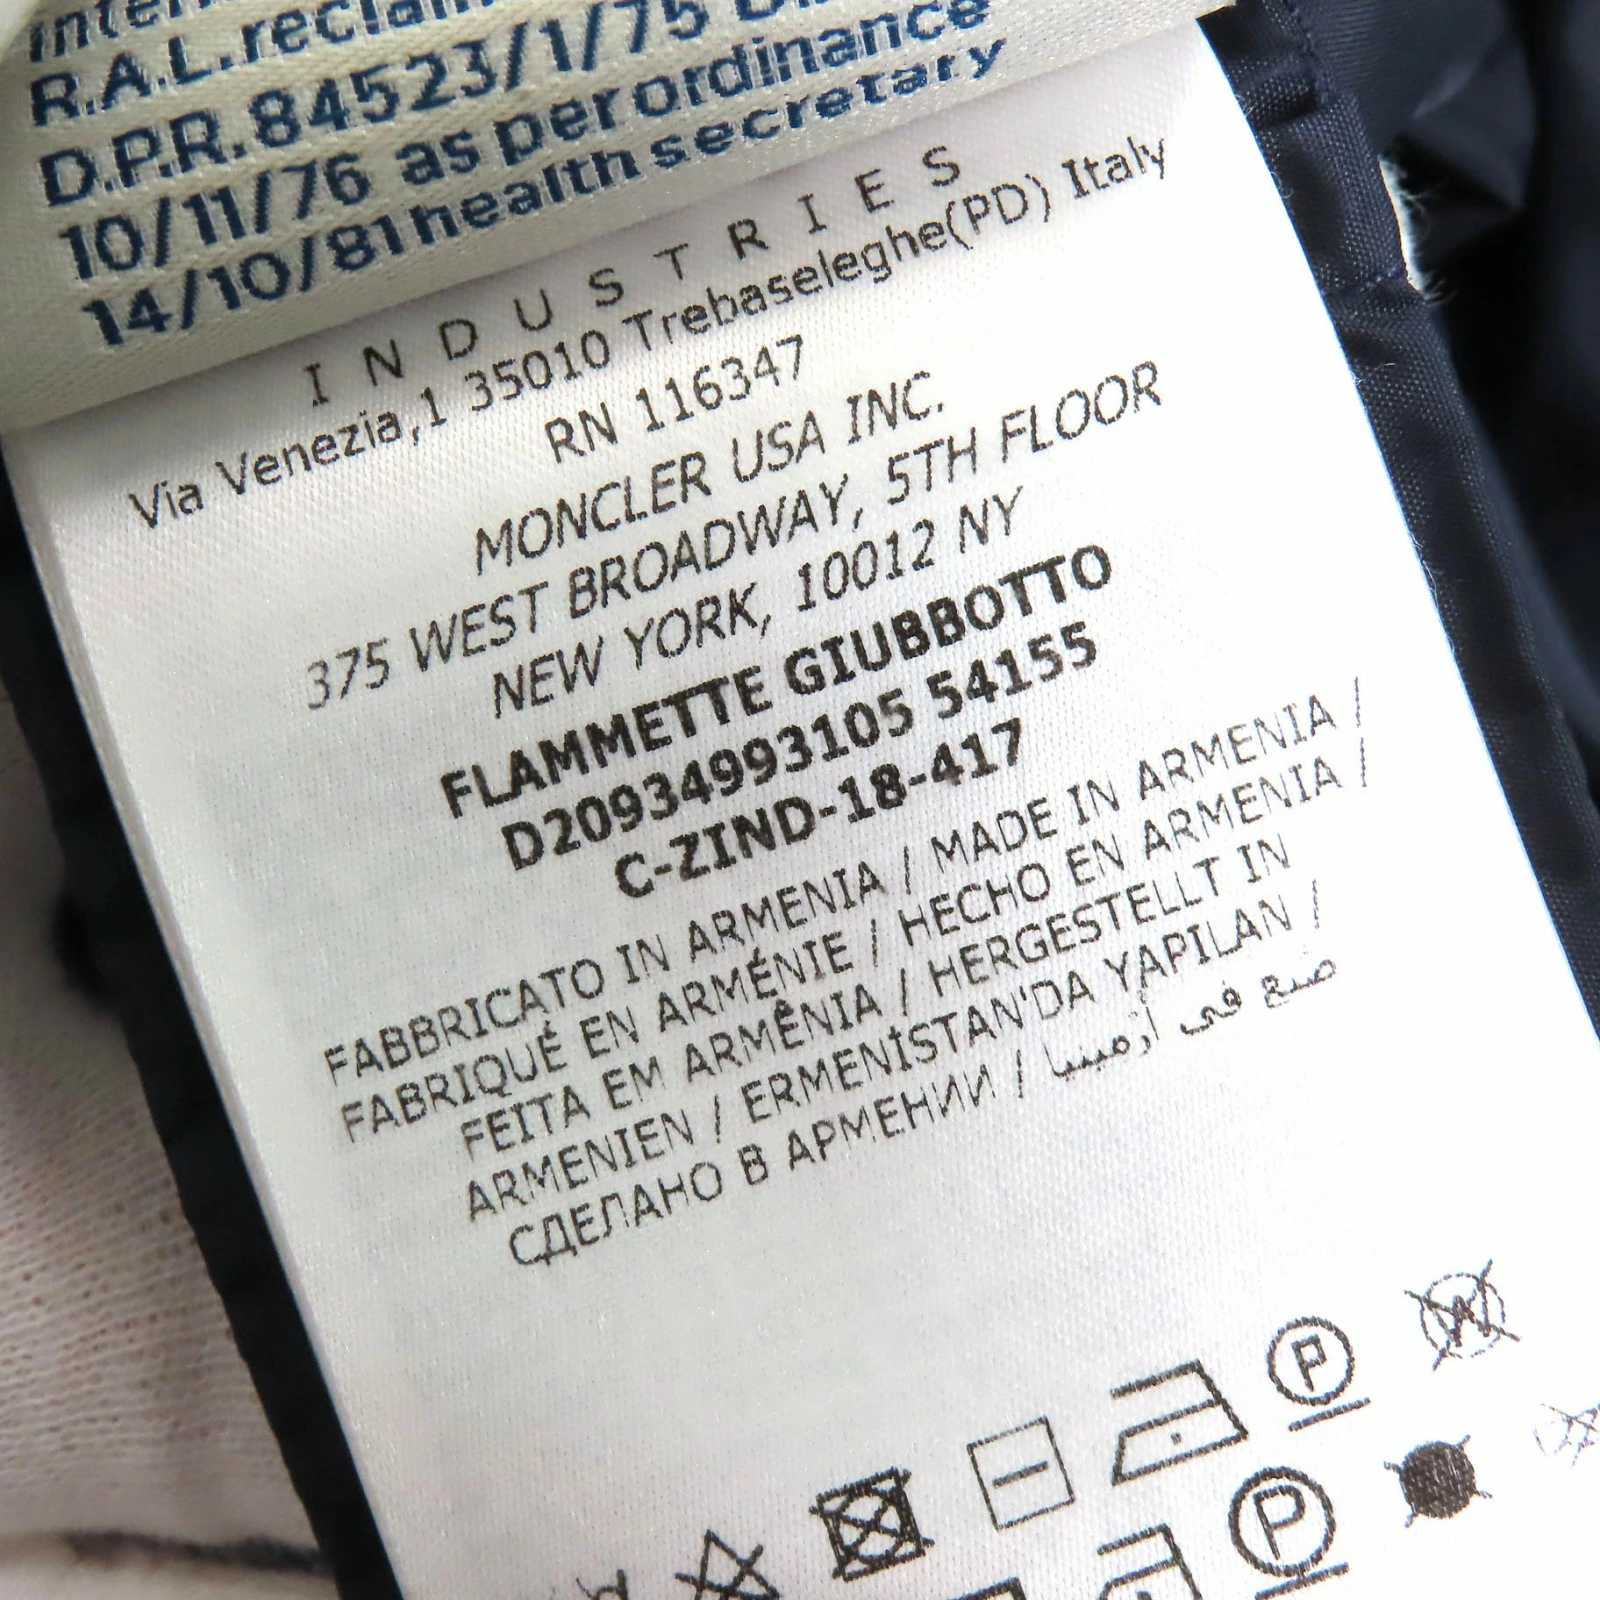 R.A.L. reclaim
D.P.R. 84523/1/75
10/11/76 as per ordinance
14/10/81 health secretary
INDUSTRIES
Via Venezia,1 35010 Trebaseleghe(PD) Italy
RN 116347
MONCLER USA INC.
375 WEST BROADWAY, 5TH FLOOR
NEW YORK, 10012 NY
FLAMMETTE GIUBBOTTO
D20934993105 54155
C-ZIND-18-417
FABBRICATO IN ARMENIA / MADE IN ARMENIA /
FABRIQUÉ EN ARMÉNIE / HECHO EN ARMENIA /
FEITA EM ARMÊNIA / HERGESTELLT IN
ARMENIEN / ERMENİSTAN'DA YAPILAN /
СДЕЛАНО В АРМЕНИИ / صنع في أرمينيا
P
P